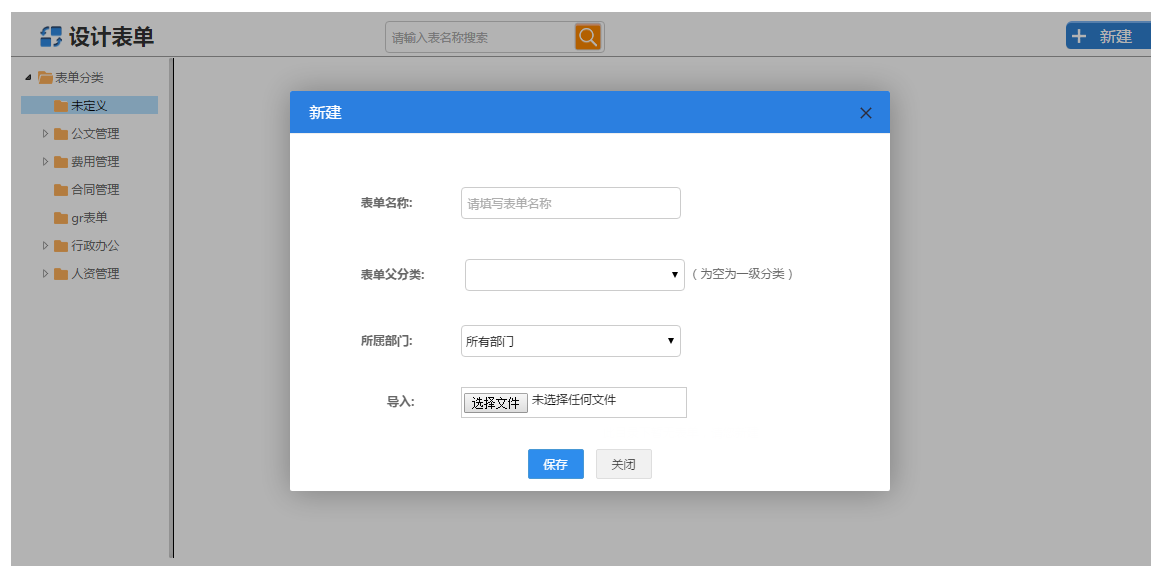 设计表单
请输入表名称搜索
新建
表单分类
未定义
公文管理
费用管理
合同管理
gr表单
行政办公
人资管理
新建
表单名称:
请填写表单名称
表单父分类:
（为空为一级分类）
所属部门:
所有部门
导入:
选择文件 未选择任何文件
保存
关闭